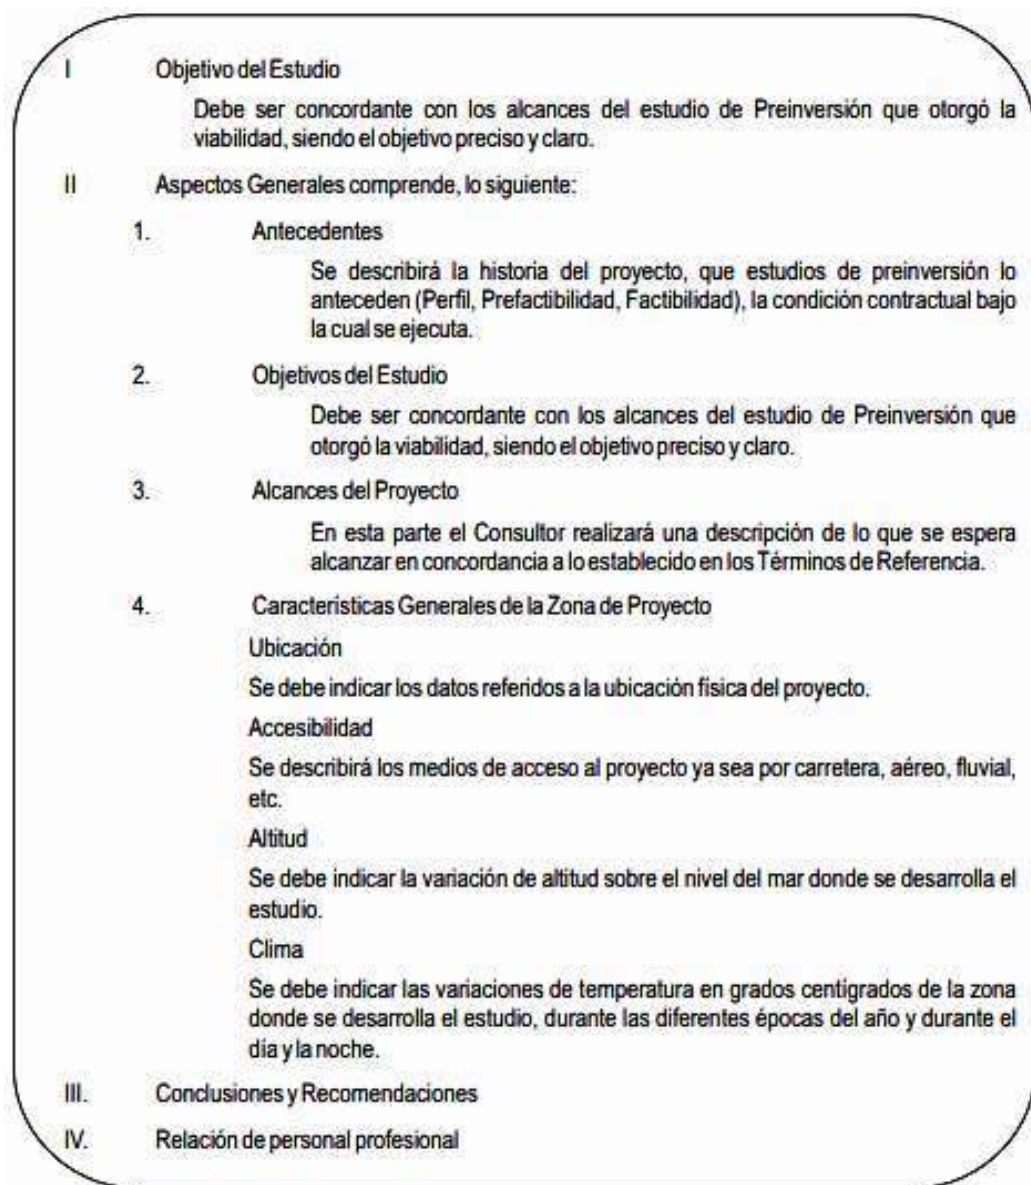 I Objetivo del Estudio
Debe ser concordante con los alcances del estudio de Preinversión que otorgó la
viabilidad, siendo el objetivo preciso y claro.
II Aspectos Generales comprende, lo siguiente:
1. Antecedentes
Se describirá la historia del proyecto, que estudios de preinversión lo
anteceden (Perfil, Prefactibilidad, Factibilidad), la condición contractual bajo
la cual se ejecuta.
2. Objetivos del Estudio
Debe ser concordante con los alcances del estudio de Preinversión que
otorgó la viabilidad, siendo el objetivo preciso y claro.
3. Alcances del Proyecto
En esta parte el Consultor realizará una descripción de lo que se espera
alcanzar en concordancia a lo establecido en los Términos de Referencia.
4. Características Generales de la Zona de Proyecto
Ubicación
Se debe indicar los datos referidos a la ubicación física del proyecto.
Accesibilidad
Se describirá los medios de acceso al proyecto ya sea por carretera, aéreo, fluvial,
etc.
Altitud
Se debe indicar la variación de altitud sobre el nivel del mar donde se desarrolla el
estudio.
Clima
Se debe indicar las variaciones de temperatura en grados centígrados de la zona
donde se desarrolla el estudio, durante las diferentes épocas del año y durante el
día y la noche.
III. Conclusiones y Recomendaciones
IV. Relación de personal profesional